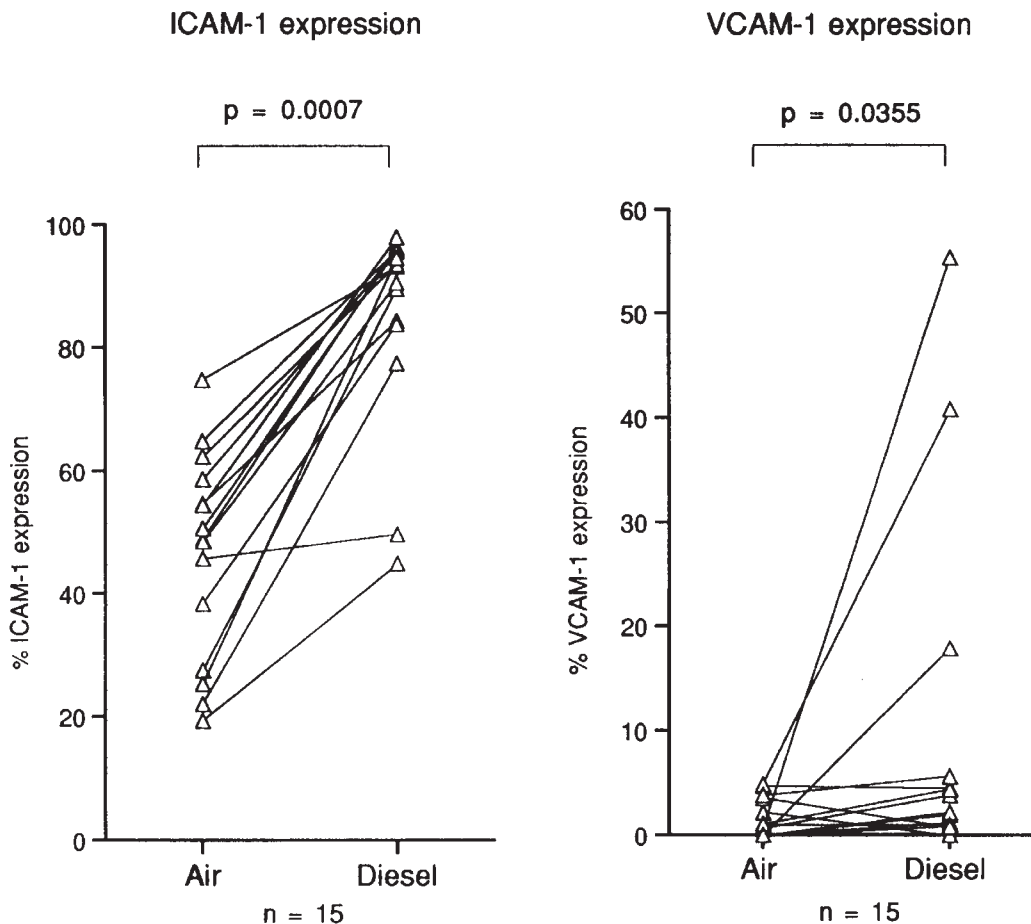 ICAM-1 expression
p = 0.0007
% ICAM-1 expression
100
80
60
40
20
0
Air
Diesel
n = 15
VCAM-1 expression
p = 0.0355
% VCAM-1 expression
60
50
40
30
20
10
0
Air
Diesel
n = 15